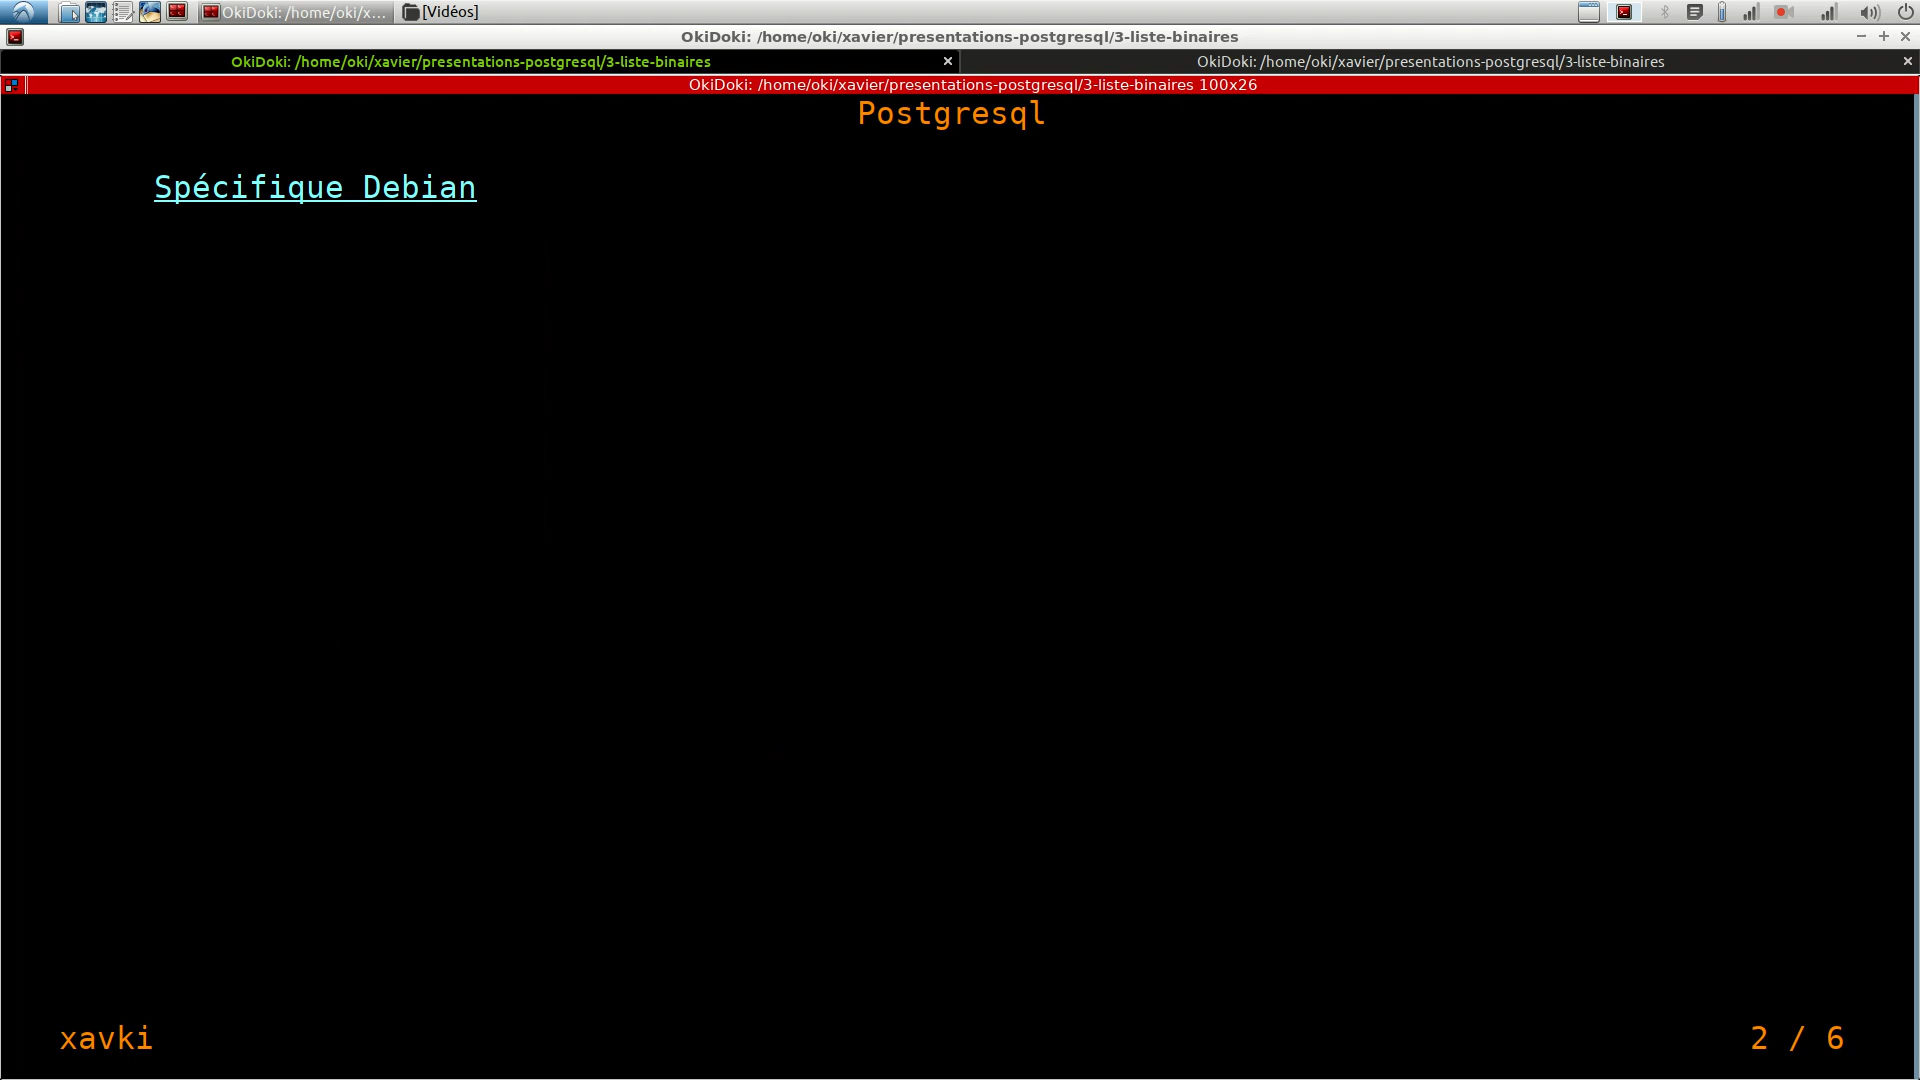 OkiDoki: /home/oki/x...
[Vidéos]
OkiDoki: /home/oki/xavier/presentations-postgresql/3-liste-binaires
OkiDoki: /home/oki/xavier/presentations-postgresql/3-liste-binaires
OkiDoki: /home/oki/xavier/presentations-postgresql/3-liste-binaires
OkiDoki: /home/oki/xavier/presentations-postgresql/3-liste-binaires 100x26
Postgresql
Spécifique Debian
xavki
2 / 6